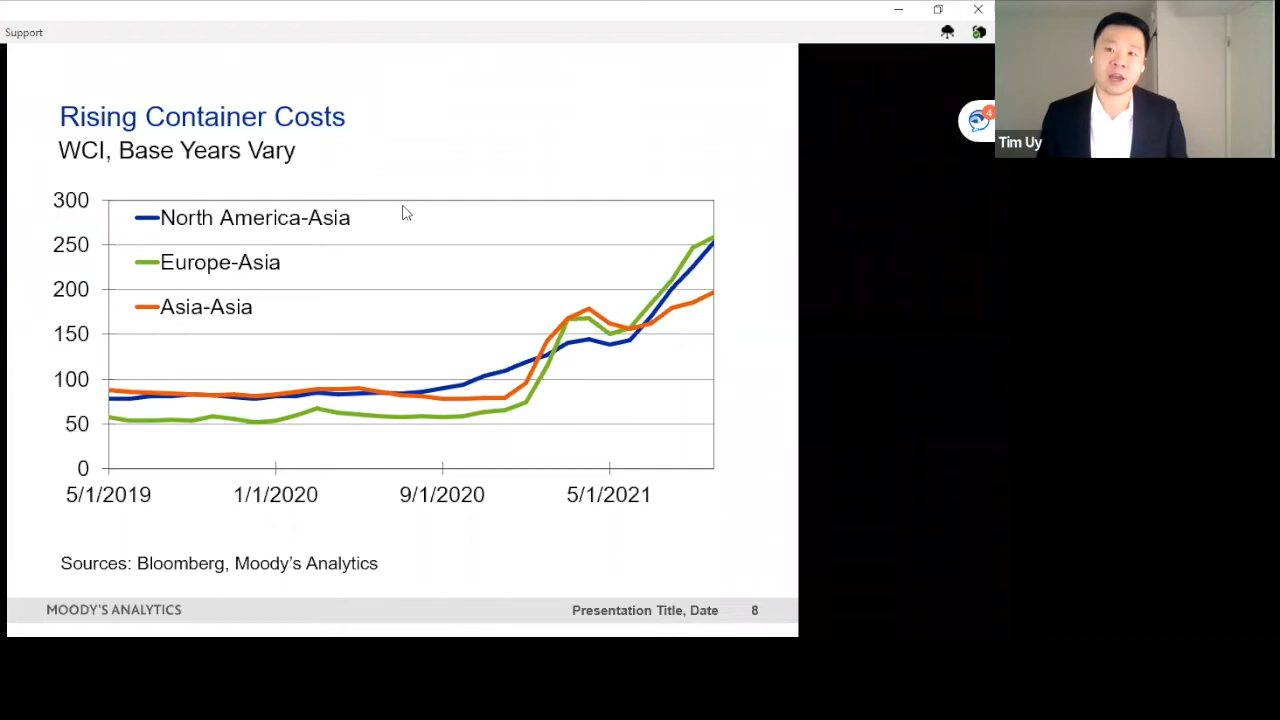 Support
4
Tim Uy
Rising Container Costs
WCI, Base Years Vary
300
250
200
150
100
50
0
North America-Asia
Europe-Asia
Asia-Asia
5/1/2019 1/1/2020 9/1/2020 5/1/2021
Sources: Bloomberg, Moody's Analytics
MOODY'S ANALYTICS Presentation Title, Date 8